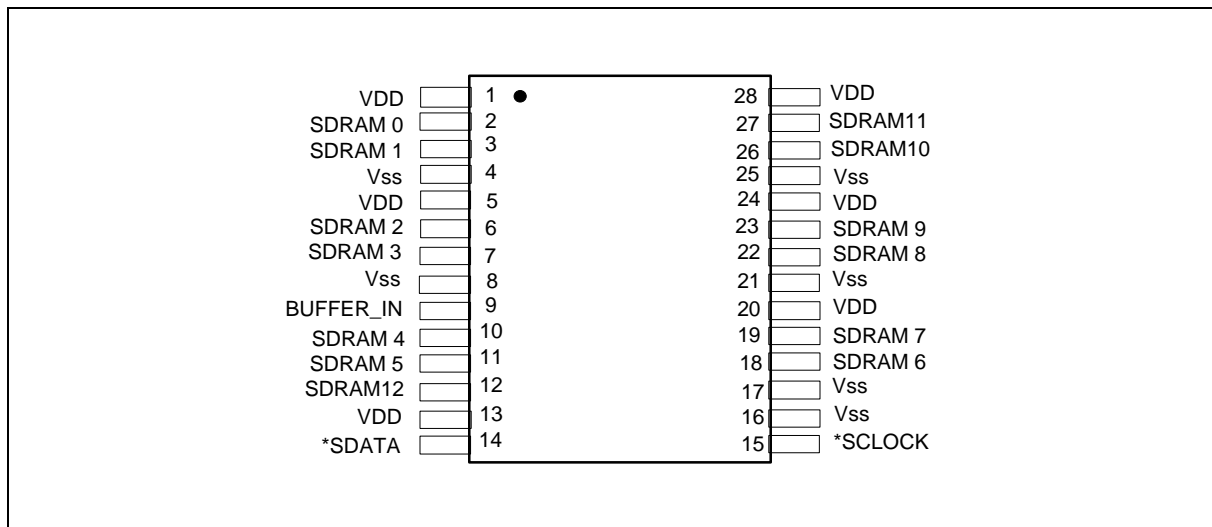 VDD 1 28 VDD
SDRAM 0 2 27 SDRAM11
SDRAM 1 3 26 SDRAM10
Vss 4 25 Vss
VDD 5 24 VDD
SDRAM 2 6 23 SDRAM 9
SDRAM 3 7 22 SDRAM 8
Vss 8 21 Vss
BUFFER_IN 9 20 VDD
SDRAM 4 10 19 SDRAM 7
SDRAM 5 11 18 SDRAM 6
SDRAM12 12 17 Vss
VDD 13 16 Vss
*SDATA 14 15 *SCLOCK